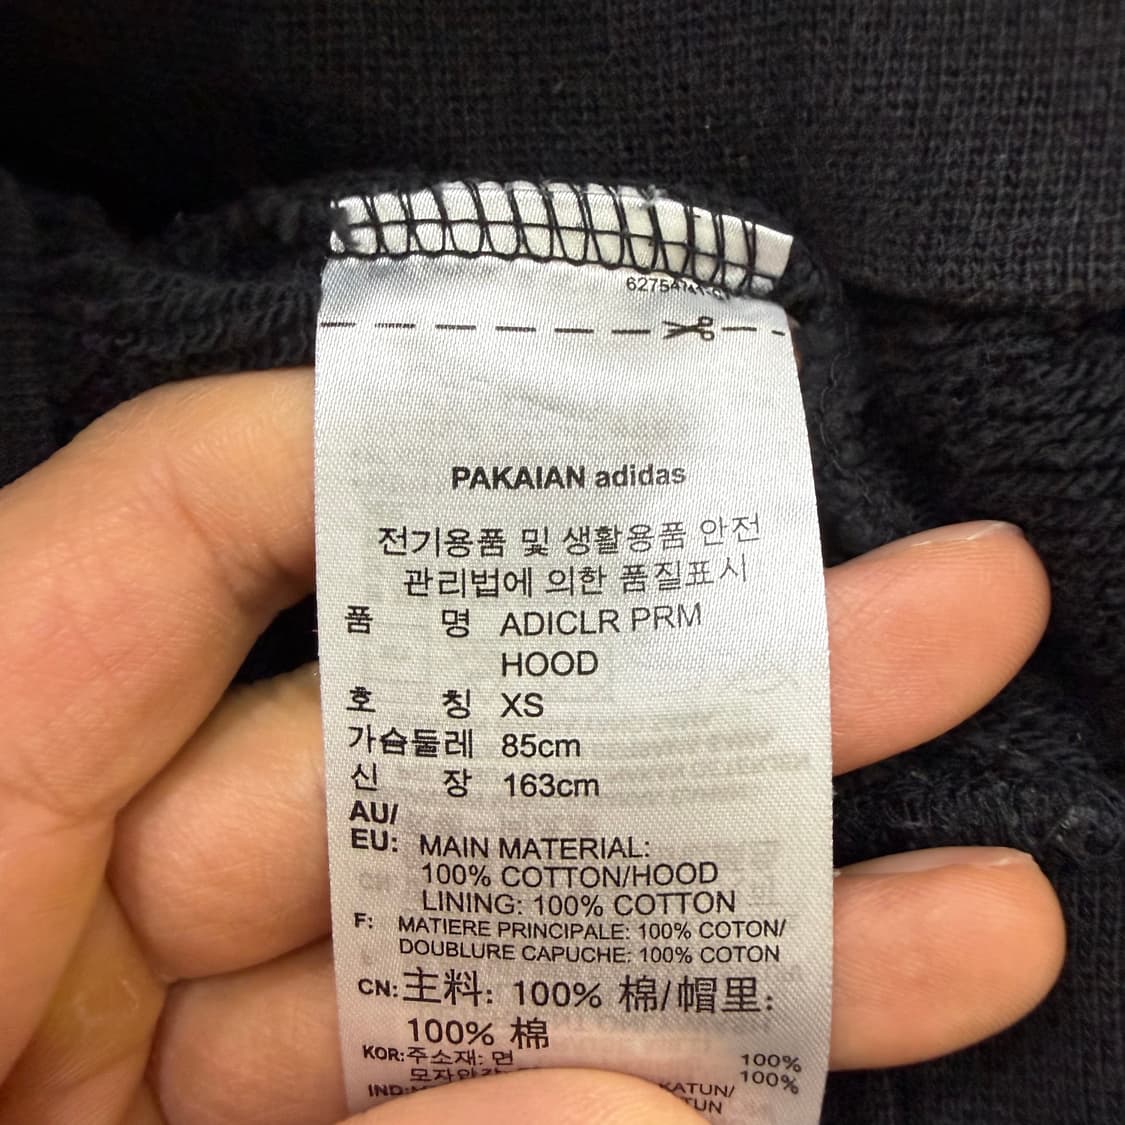 PAKAIAN adidas
전기용품 및 생활용품 안전
관리법에 의한 품질표시
품 명 ADICLR PRM
HOOD
호 칭 XS
가슴둘레 85cm
신 장 163cm
AU/
EU: MAIN MATERIAL:
100% COTTON/HOOD
LINING: 100% COTTON
F: MATIERE PRINCIPALE: 100% COTON/
DOUBLURE CAPUCHE: 100% COTON
CN: 主料: 100% 棉/帽里:
100% 棉
KOR:주소재: 면 100%
100%
IND: KATUN/